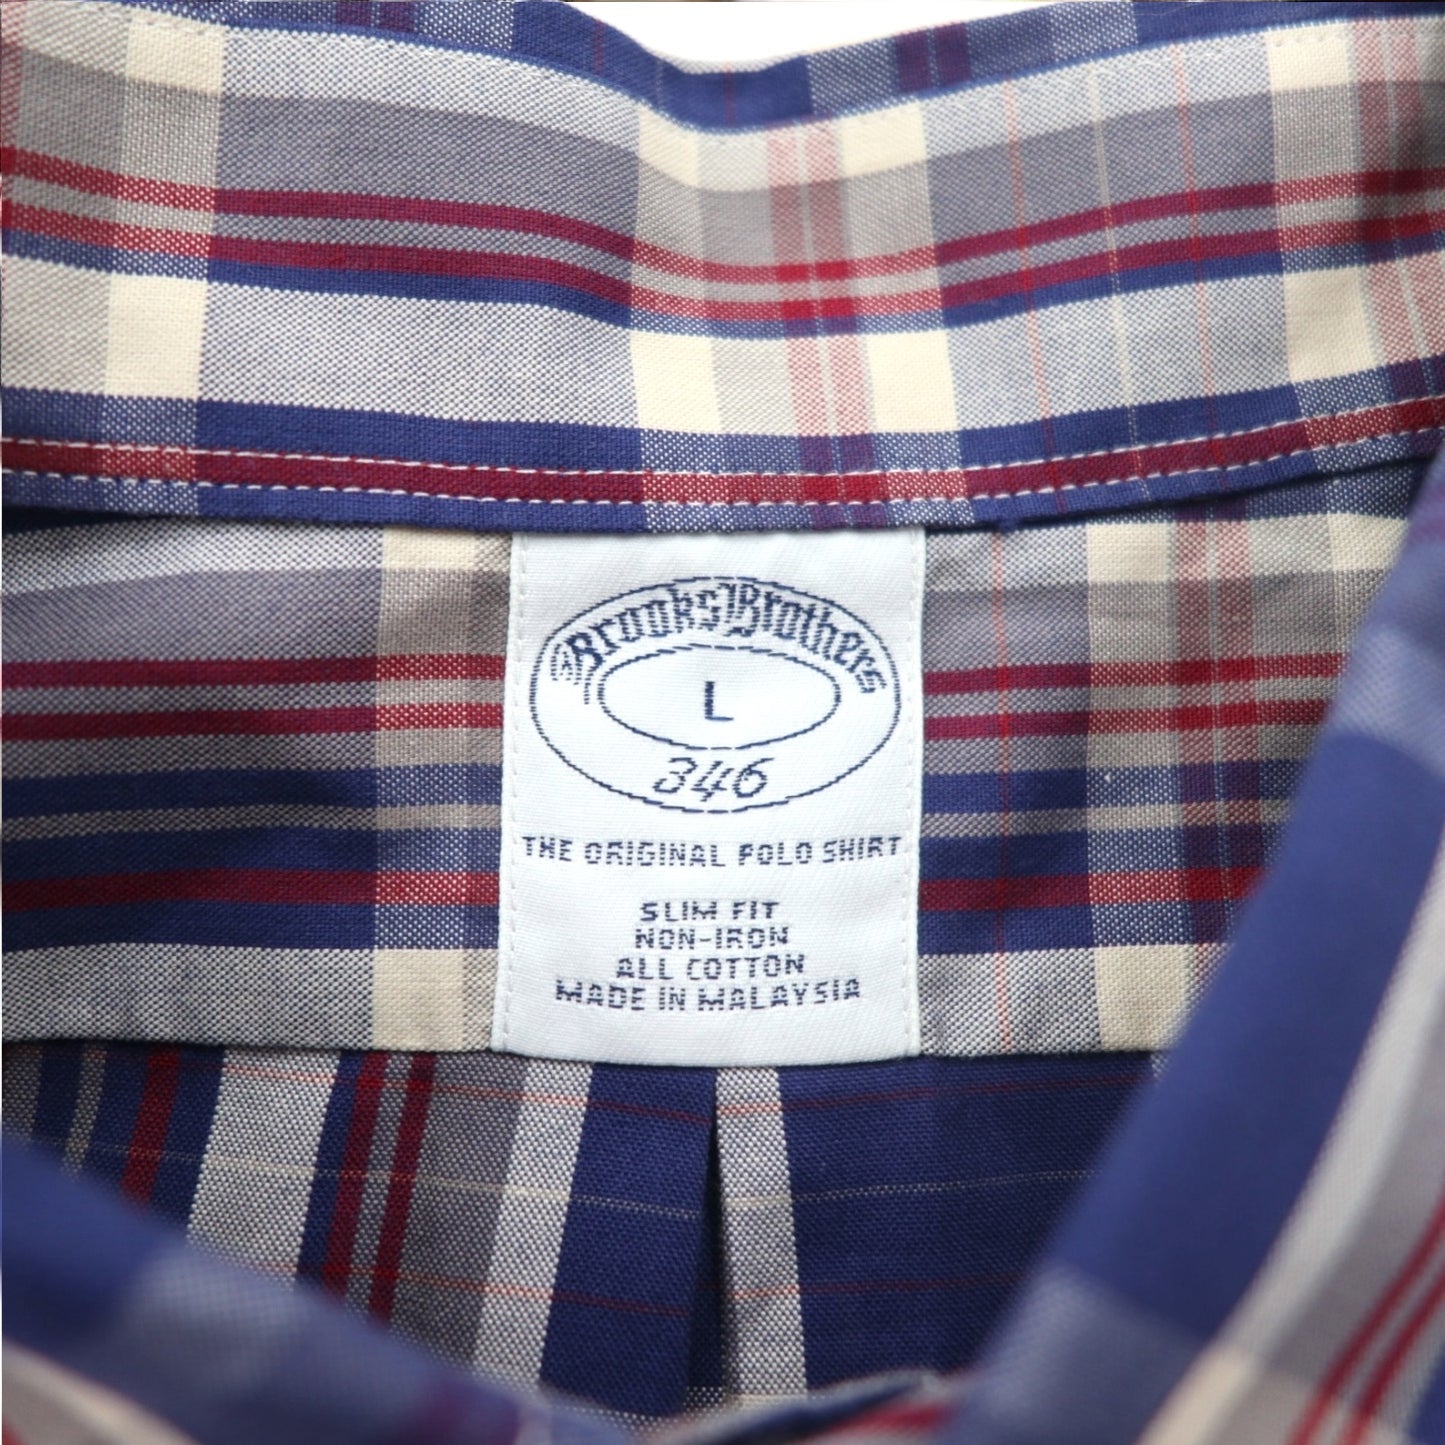 ® Brooks Brothers
L
346
THE ORIGINAL POLO SHIRT
SLIM FIT
NON-IRON
ALL COTTON
MADE IN MALAYSIA